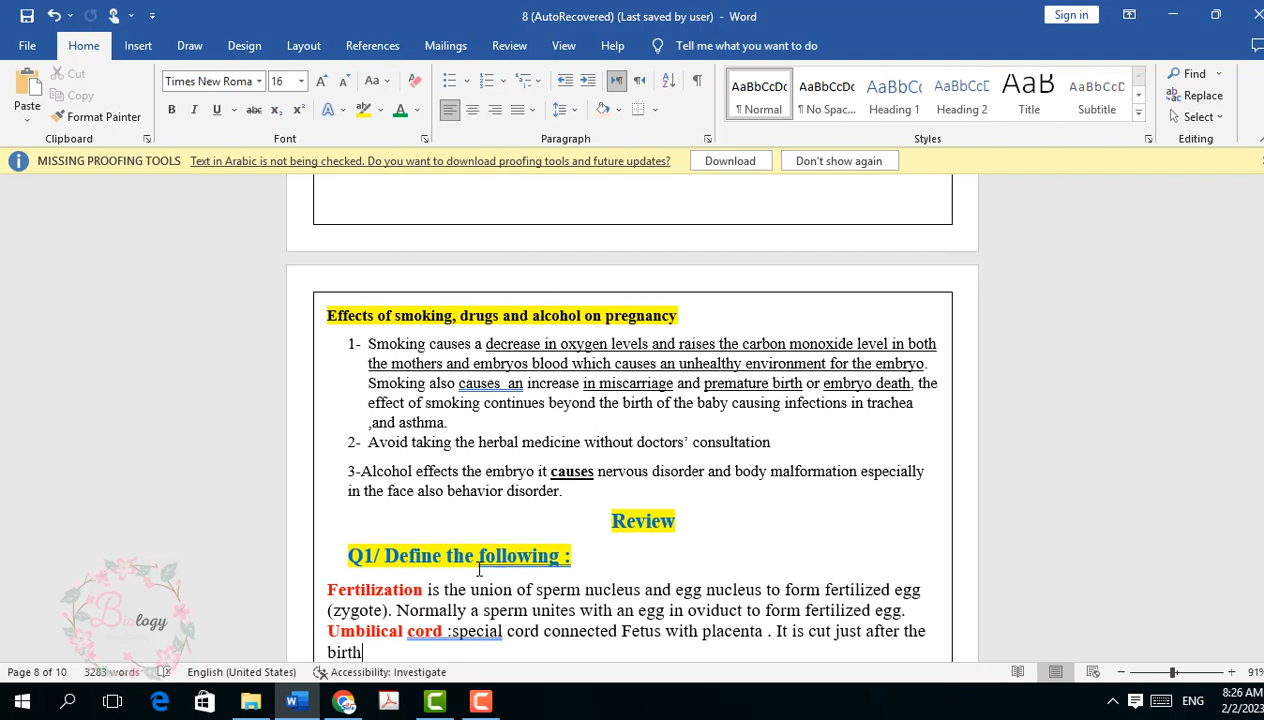 8 (AutoRecovered) (Last saved by user) - Word
Sign in
File Home Insert Draw Design Layout References Mailings Review View Help Tell me what you want to do
Paste
Cut
Copy
Format Painter
Times New Roma 16
AaBbCcDc AaBbCcDc AaBbCc AaBbCcD AaB AaBbCcD
¶ Normal ¶ No Spac... Heading 1 Heading 2 Title Subtitle
Find
Replace
Select
Clipboard Font Paragraph Styles Editing
MISSING PROOFING TOOLS Text in Arabic is not being checked. Do you want to download proofing tools and future updates? Download Don't show again
Effects of smoking, drugs and alcohol on pregnancy
1- Smoking causes a decrease in oxygen levels and raises the carbon monoxide level in both
the mothers and embryos blood which causes an unhealthy environment for the embryo.
Smoking also causes an increase in miscarriage and premature birth or embryo death, the
effect of smoking continues beyond the birth of the baby causing infections in trachea
,and asthma.
2- Avoid taking the herbal medicine without doctors’ consultation
3-Alcohol effects the embryo it causes nervous disorder and body malformation especially
in the face also behavior disorder.
Review
Q1/ Define the following :
Fertilization is the union of sperm nucleus and egg nucleus to form fertilized egg
(zygote). Normally a sperm unites with an egg in oviduct to form fertilized egg.
Umbilical cord :special cord connected Fetus with placenta . It is cut just after the
birth
Biology
Page 8 of 10 3283 words English (United States) Accessibility: Investigate 91%
ENG
8:26 AM
2/2/2023